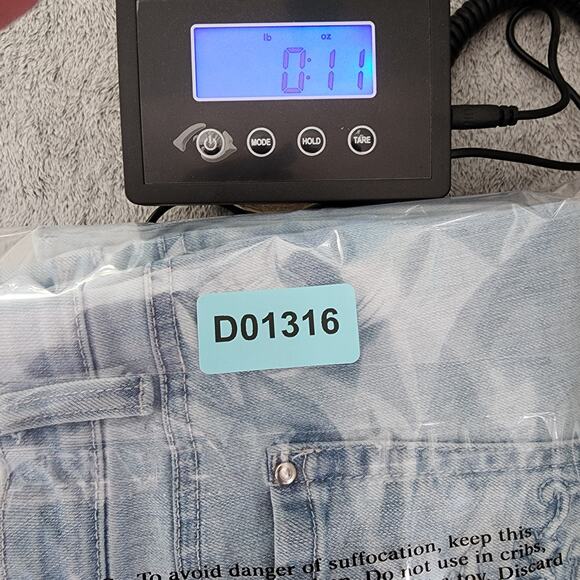 lb oz
0:11
MODE HOLD TARE
D01316
To avoid danger of suffocation, keep this
Do not use in cribs,
Discard